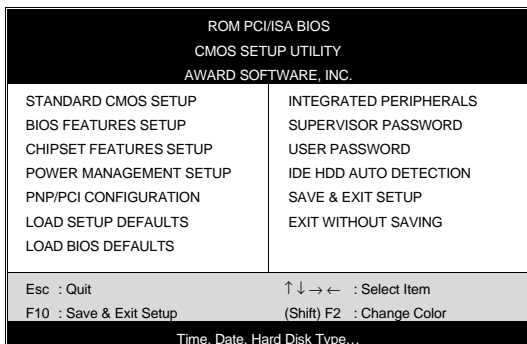 ROM PCI/ISA BIOS
CMOS SETUP UTILITY
AWARD SOFTWARE, INC.
STANDARD CMOS SETUP
BIOS FEATURES SETUP
CHIPSET FEATURES SETUP
POWER MANAGEMENT SETUP
PNP/PCI CONFIGURATION
LOAD SETUP DEFAULTS
LOAD BIOS DEFAULTS
INTEGRATED PERIPHERALS
SUPERVISOR PASSWORD
USER PASSWORD
IDE HDD AUTO DETECTION
SAVE & EXIT SETUP
EXIT WITHOUT SAVING
Esc : Quit
F10 : Save & Exit Setup
↑ ↓ → ← : Select Item
(Shift) F2 : Change Color
Time, Date, Hard Disk Type…